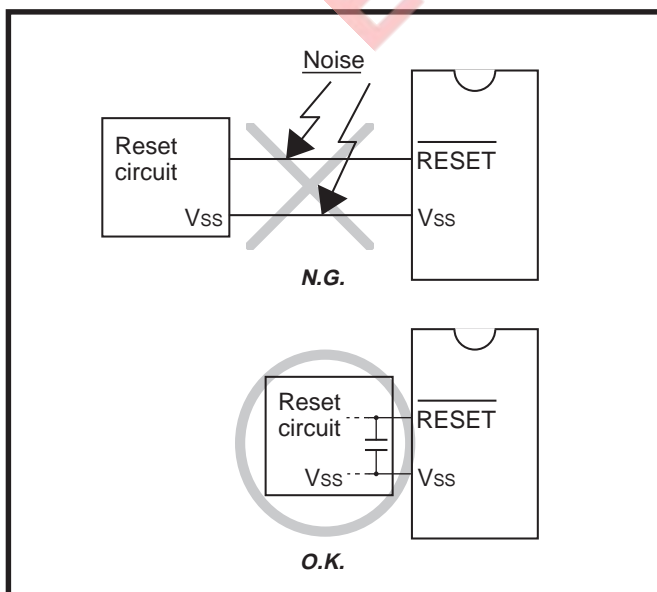 Noise
Reset
circuit
RESET
Vss
Vss
N.G.
Reset
circuit
RESET
Vss
Vss
O.K.